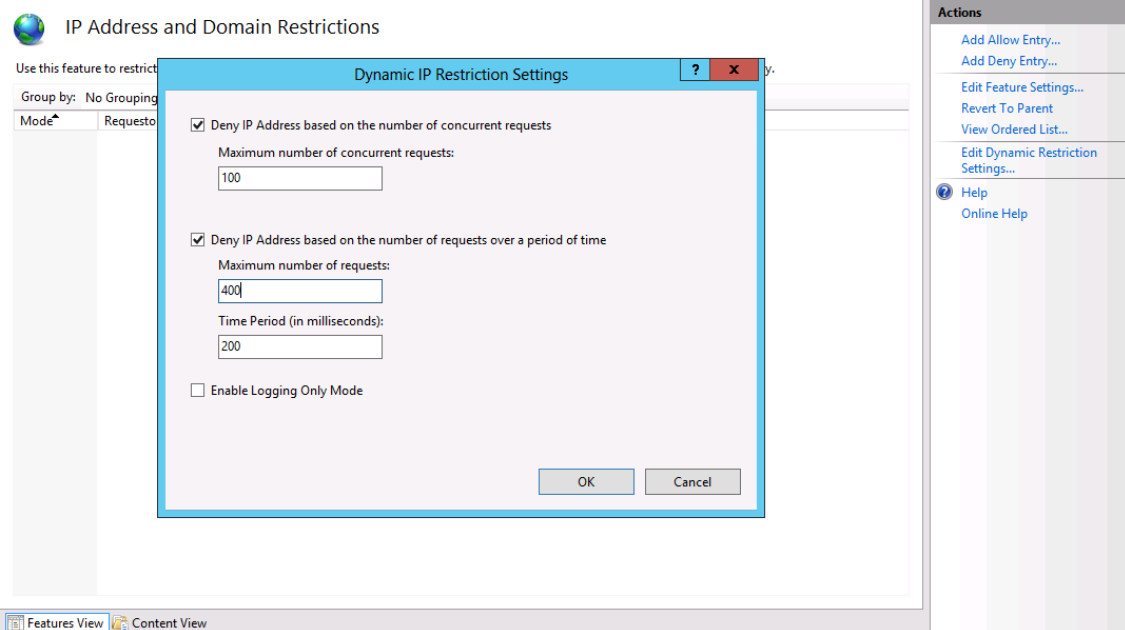 IP Address and Domain Restrictions
Use this feature to restrict
y.
Group by: No Grouping
Mode
Requesto
Dynamic IP Restriction Settings
?
x
Deny IP Address based on the number of concurrent requests
Maximum number of concurrent requests:
100
Deny IP Address based on the number of requests over a period of time
Maximum number of requests:
400
Time Period (in milliseconds):
200
Enable Logging Only Mode
OK
Cancel
Actions
Add Allow Entry...
Add Deny Entry...
Edit Feature Settings...
Revert To Parent
View Ordered List...
Edit Dynamic Restriction
Settings...
?
Help
Online Help
Features View
Content View